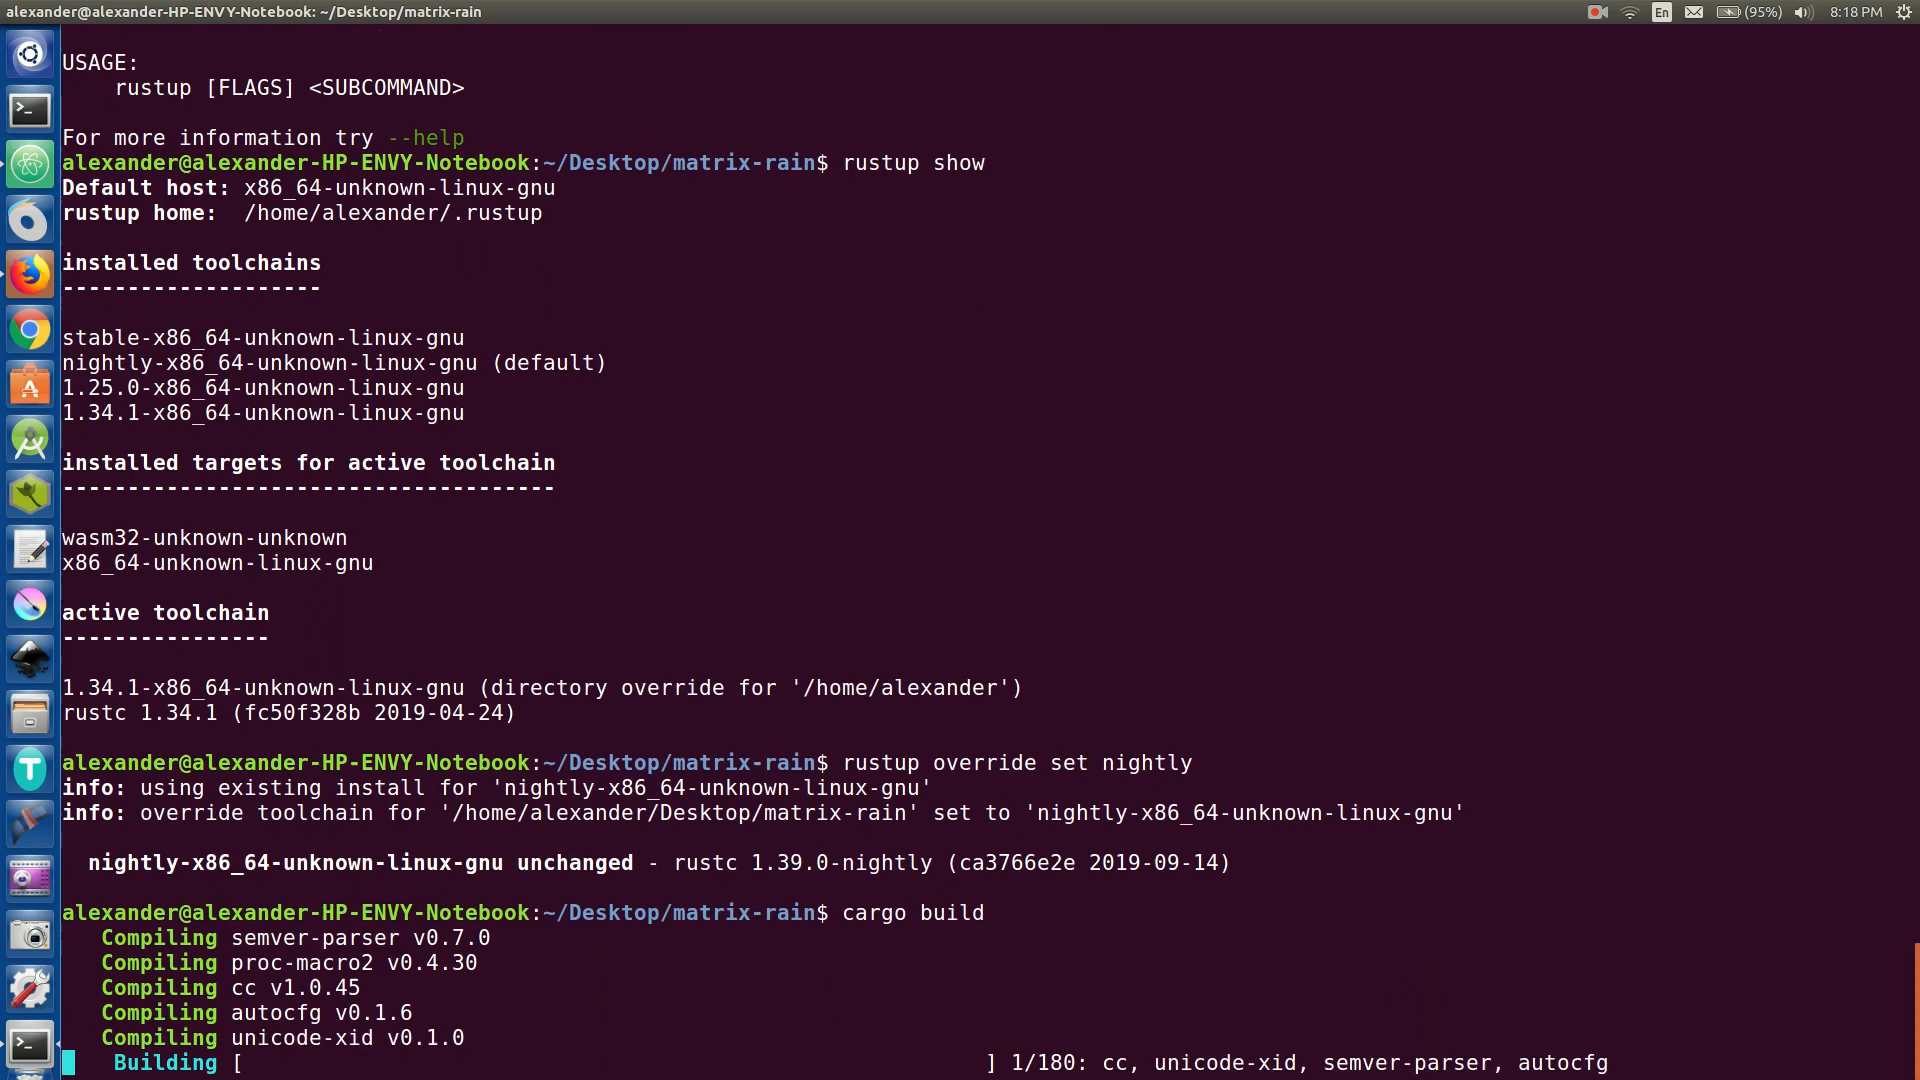 alexander@alexander-HP-ENVY-Notebook: ~/Desktop/matrix-rain
En
(95%)
8:18 PM
USAGE:
    rustup [FLAGS] <SUBCOMMAND>
For more information try --help
alexander@alexander-HP-ENVY-Notebook:~/Desktop/matrix-rain$ rustup show
Default host: x86_64-unknown-linux-gnu
rustup home:  /home/alexander/.rustup
installed toolchains
--------------------
stable-x86_64-unknown-linux-gnu
nightly-x86_64-unknown-linux-gnu (default)
1.25.0-x86_64-unknown-linux-gnu
1.34.1-x86_64-unknown-linux-gnu
installed targets for active toolchain
--------------------------------------
wasm32-unknown-unknown
x86_64-unknown-linux-gnu
active toolchain
----------------
1.34.1-x86_64-unknown-linux-gnu (directory override for '/home/alexander')
rustc 1.34.1 (fc50f328b 2019-04-24)
alexander@alexander-HP-ENVY-Notebook:~/Desktop/matrix-rain$ rustup override set nightly
info: using existing install for 'nightly-x86_64-unknown-linux-gnu'
info: override toolchain for '/home/alexander/Desktop/matrix-rain' set to 'nightly-x86_64-unknown-linux-gnu'
  nightly-x86_64-unknown-linux-gnu unchanged - rustc 1.39.0-nightly (ca3766e2e 2019-09-14)
alexander@alexander-HP-ENVY-Notebook:~/Desktop/matrix-rain$ cargo build
   Compiling semver-parser v0.7.0
   Compiling proc-macro2 v0.4.30
   Compiling cc v1.0.45
   Compiling autocfg v0.1.6
   Compiling unicode-xid v0.1.0
    Building [                                                         ] 1/180: cc, unicode-xid, semver-parser, autocfg